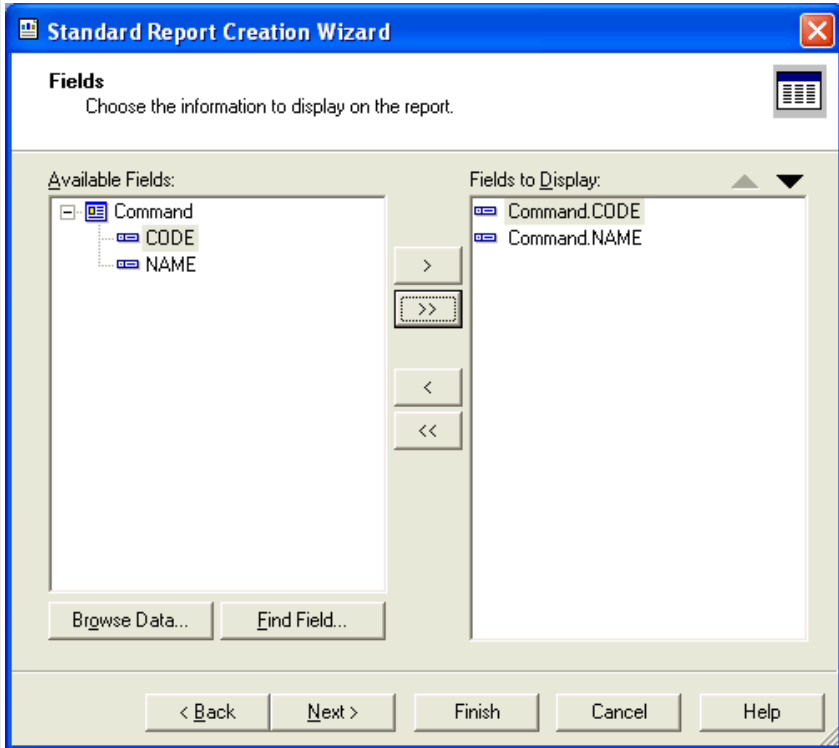 Standard Report Creation Wizard
Fields
Choose the information to display on the report.
Available Fields:
Command
CODE
NAME
>
>>
<
<<
Fields to Display:
Command.CODE
Command.NAME
Browse Data...
Find Field...
< Back
Next >
Finish
Cancel
Help